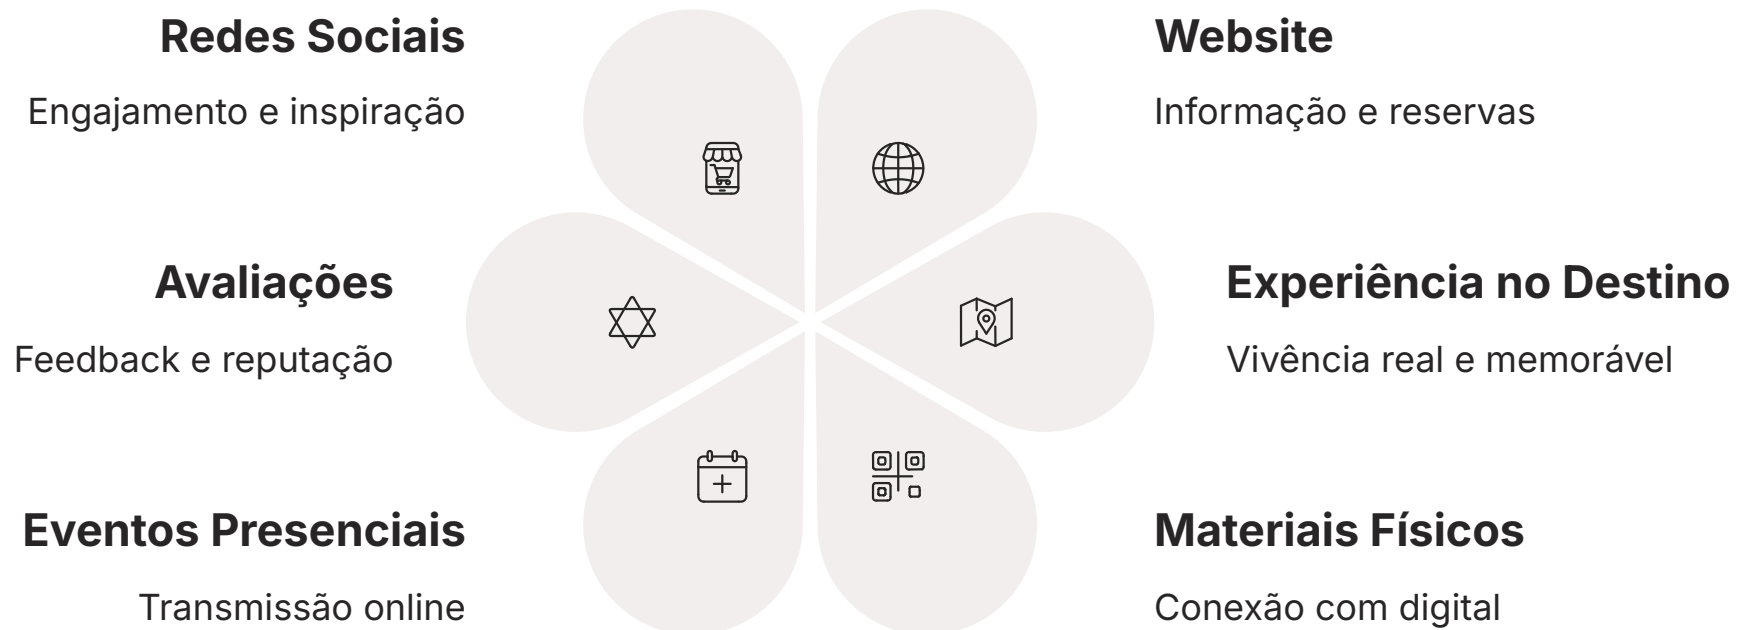 Redes Sociais
Engajamento e inspiração
Website
Informação e reservas
Avaliações
Feedback e reputação
Experiência no Destino
Vivência real e memorável
Eventos Presenciais
Transmissão online
Materiais Físicos
Conexão com digital